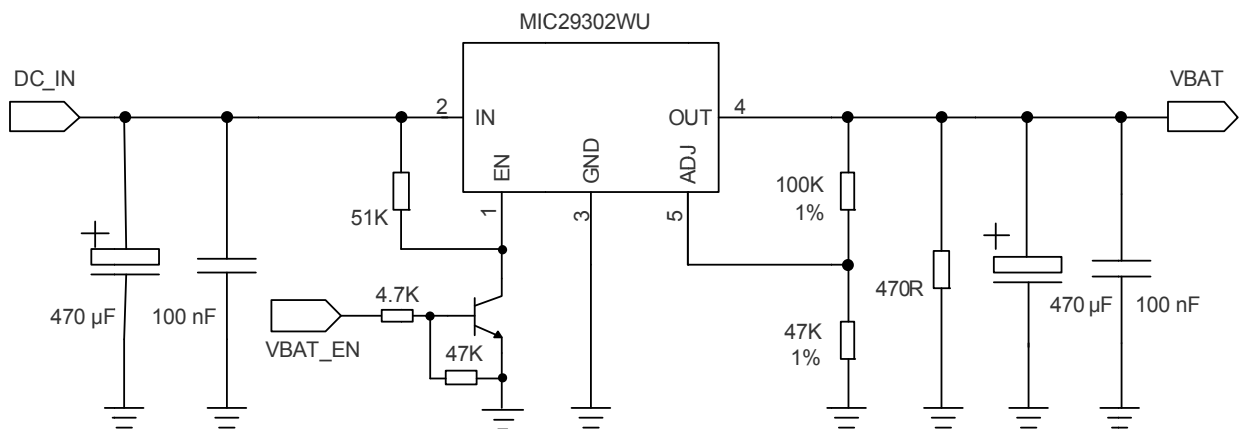 MIC29302WU
DC_IN
VBAT
2
IN
OUT
4
EN
GND
ADJ
1
3
5
51K
100K
1%
470 µF
100 nF
4.7K
VBAT_EN
47K
47K
1%
470R
470 µF
100 nF